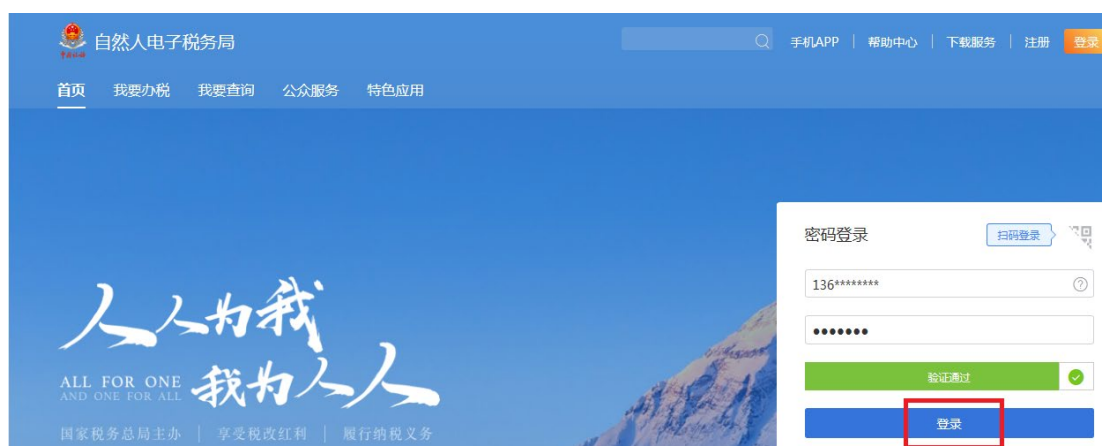 自然人电子税务局
手机APP | 帮助中心 | 下载服务 | 注册 登录
首页 我要办税 我要查询 公众服务 特色应用
密码登录 扫码登录
136********
●●●●●●●
验证通过
登录
人人为我
我为人人
ALL FOR ONE
AND ONE FOR ALL
国家税务总局主办 | 享受税改红利 | 履行纳税义务